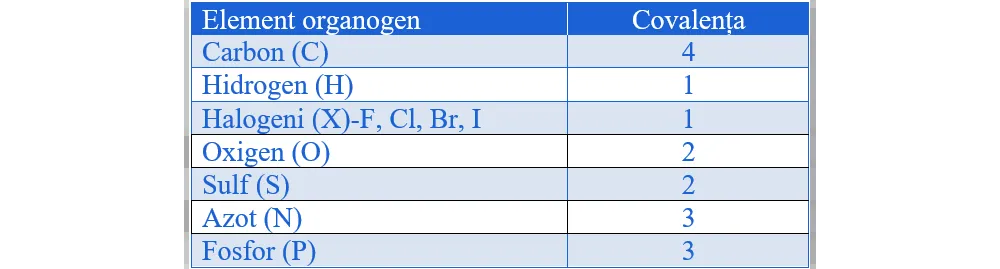 Element organogen Covalența
Carbon (C) 4
Hidrogen (H) 1
Halogeni (X)-F, Cl, Br, I 1
Oxigen (O) 2
Sulf (S) 2
Azot (N) 3
Fosfor (P) 3